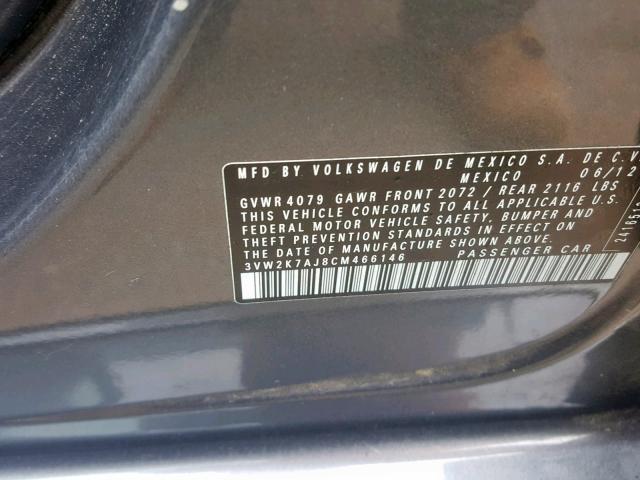 MFD BY VOLKSWAGEN DE MEXICO S.A. DE C.V.
MEXICO 06/12
GVWR 4079 GAWR FRONT 2072 / REAR 2116 LBS
THIS VEHICLE CONFORMS TO ALL APPLICABLE U.S.
FEDERAL MOTOR VEHICLE SAFETY, BUMPER AND
THEFT PREVENTION STANDARDS IN EFFECT ON
THE DATE OF MANUFACTURE SHOWN ABOVE.
3VW2K7AJ8CM466146 PASSENGER CAR